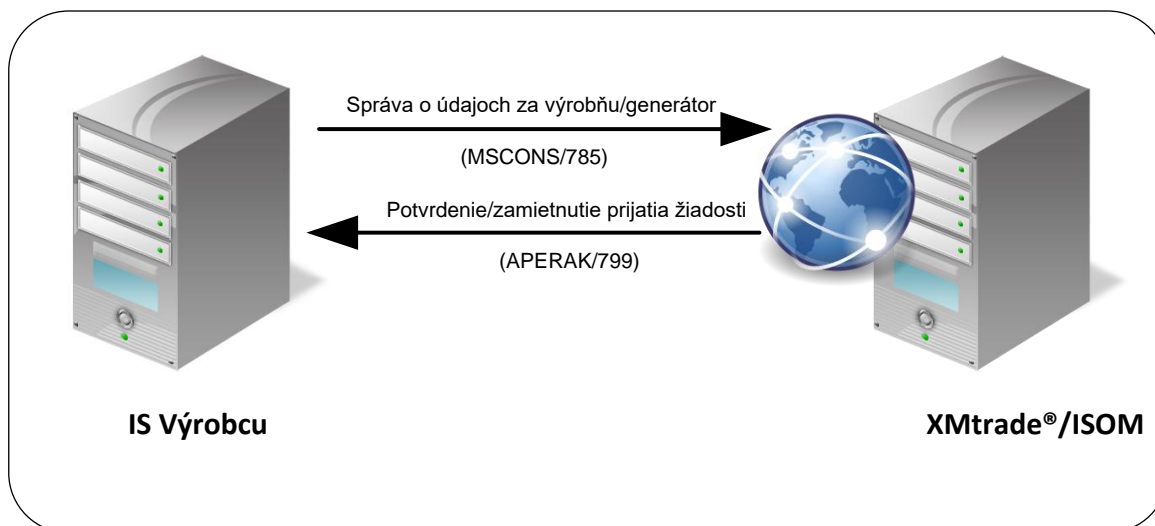 Správa o údajoch za výrobňu/generátor
(MSCONS/785)
Potvrdenie/zamietnutie prijatia žiadosti
(APERAK/799)
IS Výrobcu
XMtrade®/ISOM